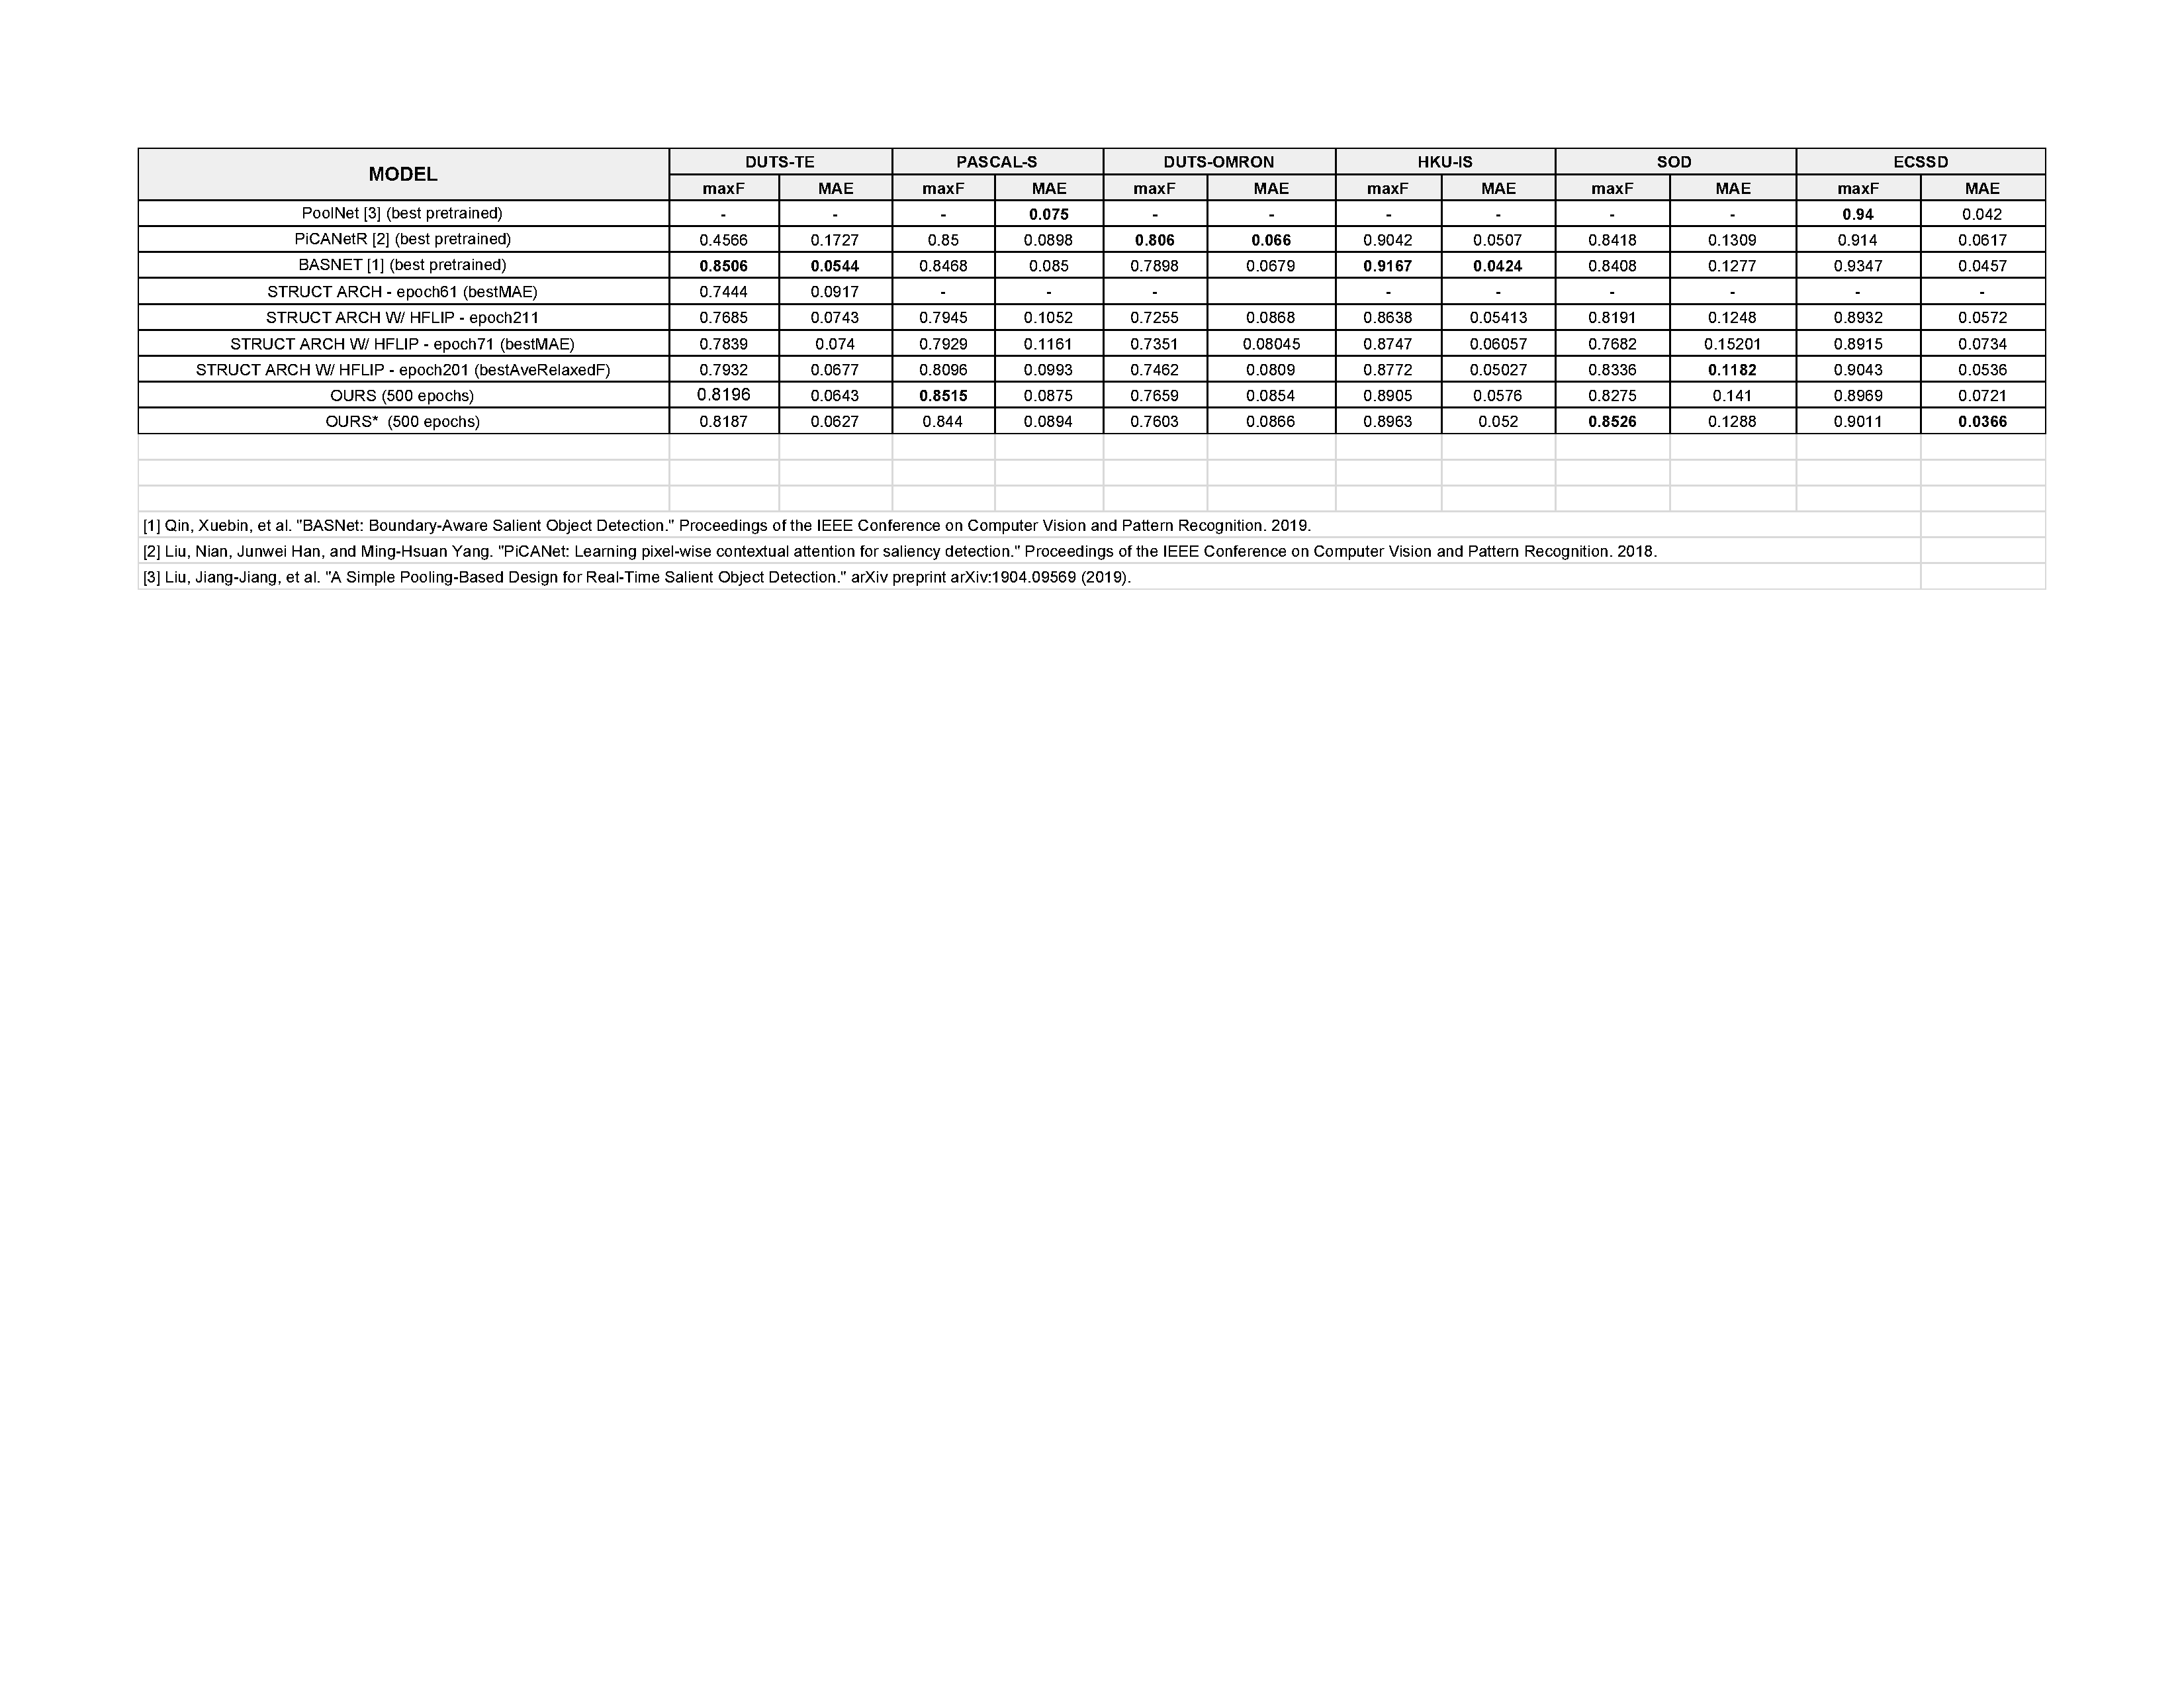 MODEL DUTS-TE PASCAL-S DUTS-OMRON HKU-IS SOD ECSSD
maxF MAE maxF MAE maxF MAE maxF MAE maxF MAE maxF MAE
PoolNet [3] (best pretrained) - - - 0.075 - - - - - - 0.94 0.042
PiCANetR [2] (best pretrained) 0.4566 0.1727 0.85 0.0898 0.806 0.066 0.9042 0.0507 0.8418 0.1309 0.914 0.0617
BASNET [1] (best pretrained) 0.8506 0.0544 0.8468 0.085 0.7898 0.0679 0.9167 0.0424 0.8408 0.1277 0.9347 0.0457
STRUCT ARCH - epoch61 (bestMAE) 0.7444 0.0917 - - - - - - - - -
STRUCT ARCH W/ HFLIP - epoch211 0.7685 0.0743 0.7945 0.1052 0.7255 0.0868 0.8638 0.05413 0.8191 0.1248 0.8932 0.0572
STRUCT ARCH W/ HFLIP - epoch71 (bestMAE) 0.7839 0.074 0.7929 0.1161 0.7351 0.08045 0.8747 0.06057 0.7682 0.15201 0.8915 0.0734
STRUCT ARCH W/ HFLIP - epoch201 (bestAveRelaxedF) 0.7932 0.0677 0.8096 0.0993 0.7462 0.0809 0.8772 0.05027 0.8336 0.1182 0.9043 0.0536
OURS (500 epochs) 0.8196 0.0643 0.8515 0.0875 0.7659 0.0854 0.8905 0.0576 0.8275 0.141 0.8969 0.0721
OURS* (500 epochs) 0.8187 0.0627 0.844 0.0894 0.7603 0.0866 0.8963 0.052 0.8526 0.1288 0.9011 0.0366
[1] Qin, Xuebin, et al. "BASNet: Boundary-Aware Salient Object Detection." Proceedings of the IEEE Conference on Computer Vision and Pattern Recognition. 2019.
[2] Liu, Nian, Junwei Han, and Ming-Hsuan Yang. "PiCANet: Learning pixel-wise contextual attention for saliency detection." Proceedings of the IEEE Conference on Computer Vision and Pattern Recognition. 2018.
[3] Liu, Jiang-Jiang, et al. "A Simple Pooling-Based Design for Real-Time Salient Object Detection." arXiv preprint arXiv:1904.09569 (2019).